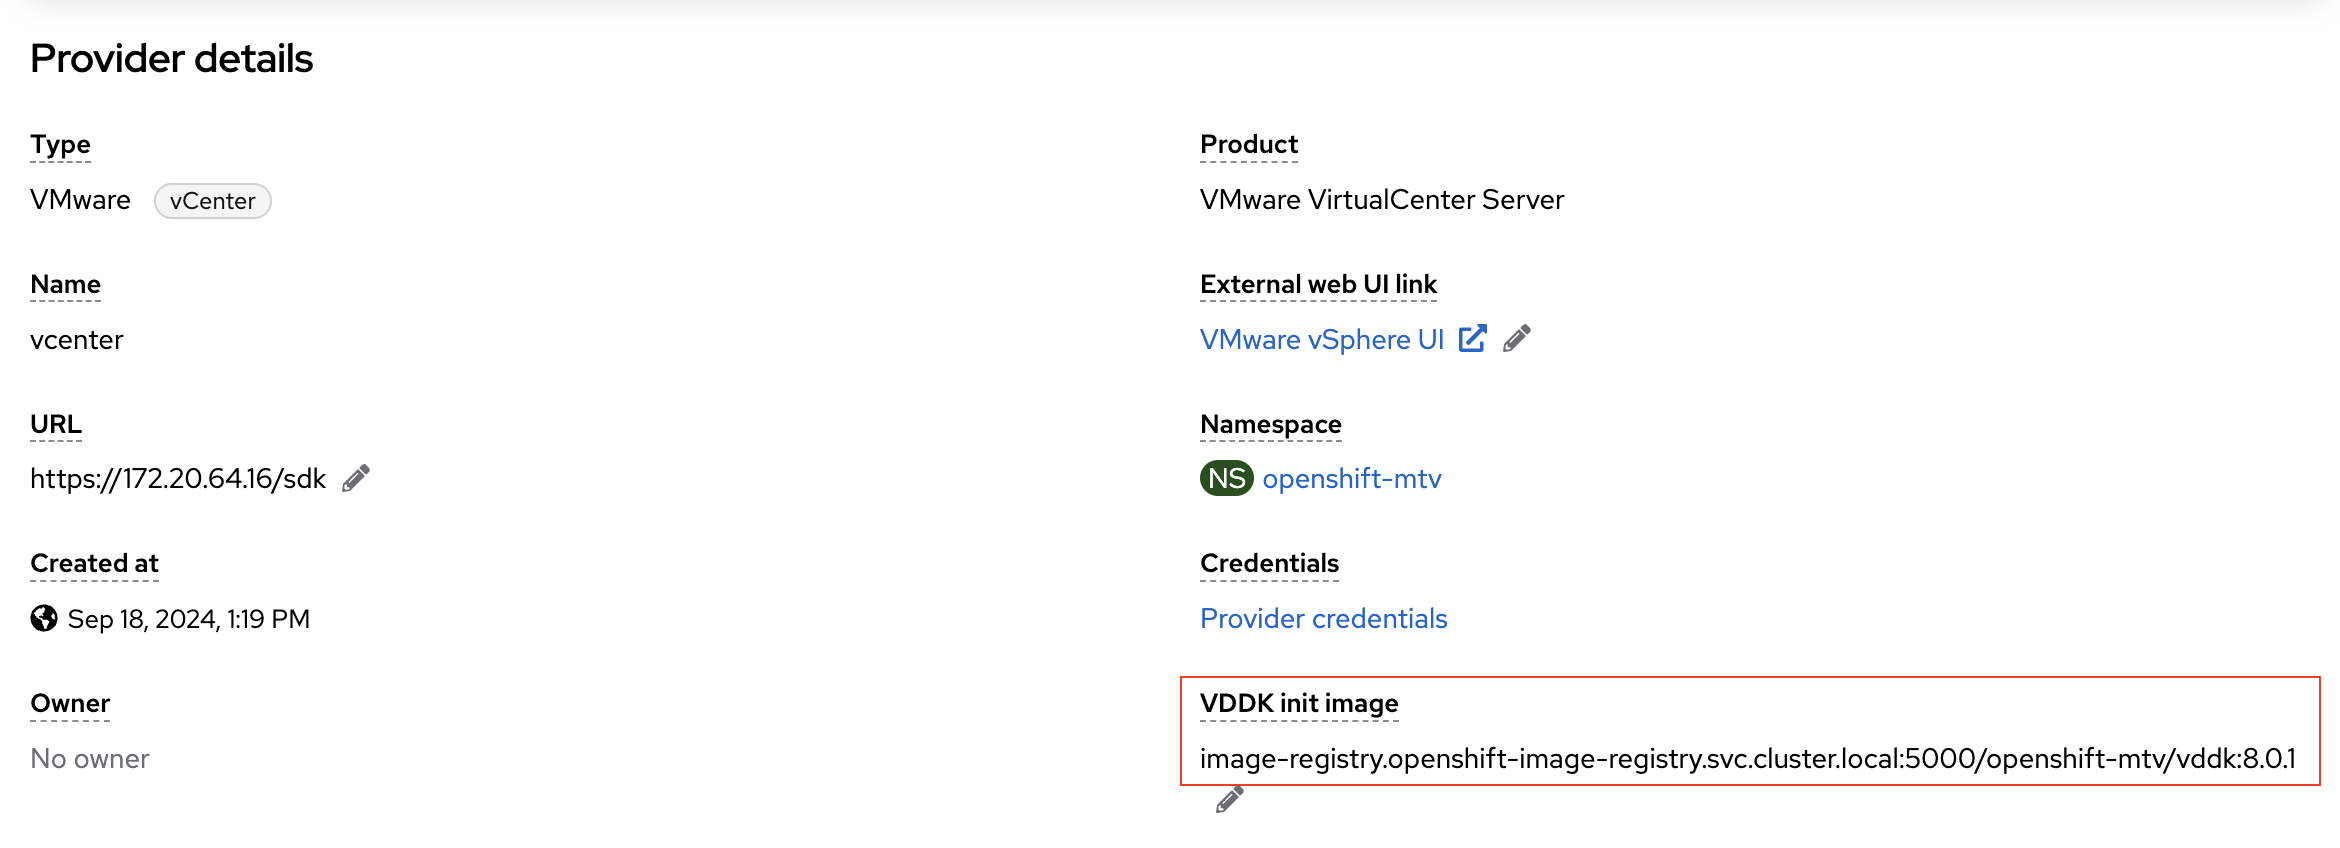 Provider details
Type
VMware vCenter
Name
vcenter
URL
https://172.20.64.16/sdk
Created at
Sep 18, 2024, 1:19 PM
Owner
No owner
Product
VMware VirtualCenter Server
External web UI link
VMware vSphere UI
Namespace
NS openshift-mtv
Credentials
Provider credentials
VDDK init image
image-registry.openshift-image-registry.svc.cluster.local:5000/openshift-mtv/vddk:8.0.1